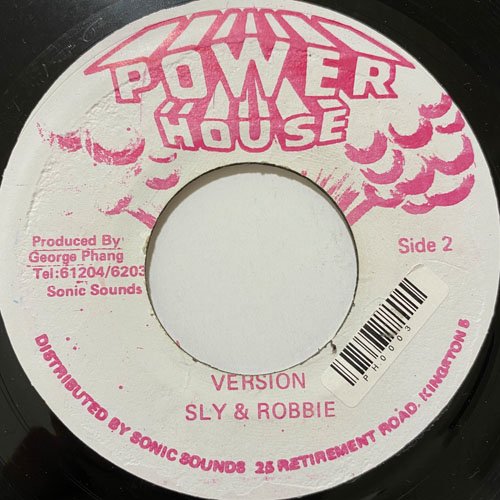 POWER
HOUSE
Produced By
George Phang
Tel:61204/6203
Sonic Sounds
Side 2
PH0003
VERSION
SLY & ROBBIE
DISTRIBUTED BY SONIC SOUNDS 25 RETIREMENT ROAD. KINGSTON 5